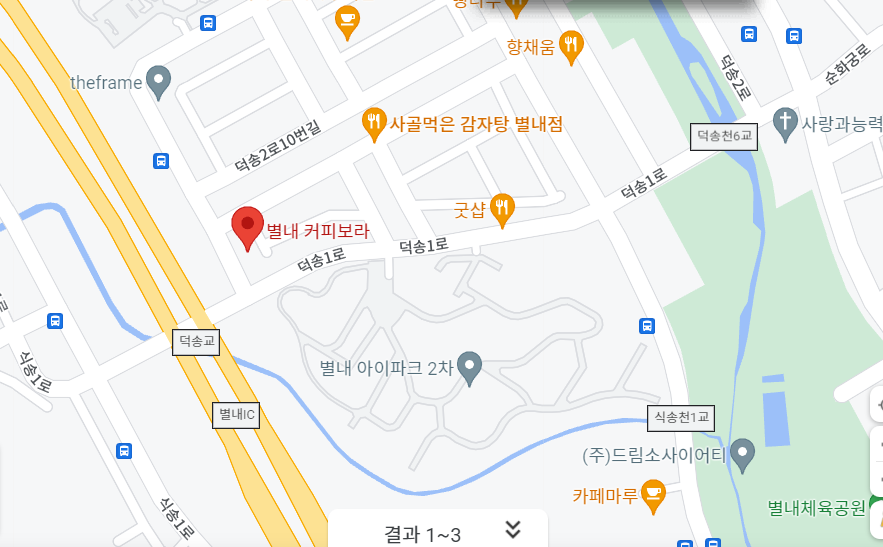 향채움
theframe
덕송2로
순화궁로
사골먹은 감자탕 별내점
덕송2로10번길
덕송천6교
사랑과능력
덕송1로
굿샵
별내 커피보라
덕송1로
덕송1로
덕송교
식송1로
별내 아이파크 2차
별내IC
식송천1교
(주)드림소사이어티
카페마루
별내체육공원
식송1로
결과 1~3